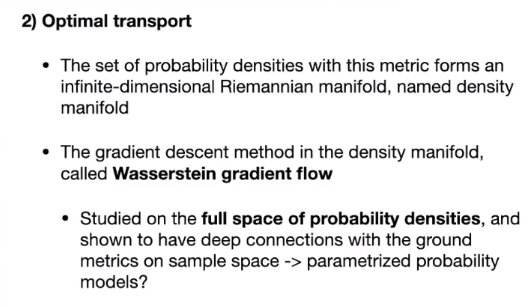 2) Optimal transport
• The set of probability densities with this metric forms an
infinite-dimensional Riemannian manifold, named density
manifold
• The gradient descent method in the density manifold,
called Wasserstein gradient flow
• Studied on the full space of probability densities, and
shown to have deep connections with the ground
metrics on sample space -> parametrized probability
models?